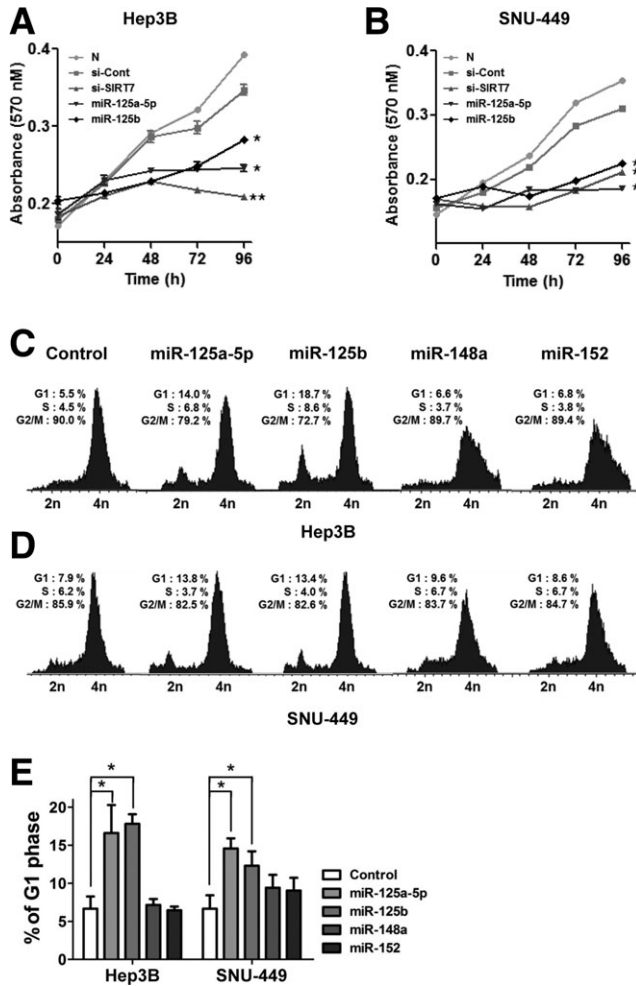 A
Hep3B
Absorbance (570 nM)
0.4
0.3
0.2
N
si-Cont
si-SIRT7
miR-125a-5p
miR-125b
*
*
**
0 24 48 72 96
Time (h)
B
SNU-449
Absorbance (570 nM)
0.4
0.3
0.2
N
si-Cont
si-SIRT7
miR-125a-5p
miR-125b
*
*
*
0 24 48 72 96
Time (h)
C
Control miR-125a-5p miR-125b miR-148a miR-152
G1 : 5.5 %
S : 4.5 %
G2/M : 90.0 %
G1 : 14.0 %
S : 6.8 %
G2/M : 79.2 %
G1 : 18.7 %
S : 8.6 %
G2/M : 72.7 %
G1 : 6.6 %
S : 3.7 %
G2/M : 89.7 %
G1 : 6.8 %
S : 3.8 %
G2/M : 89.4 %
2n 4n 2n 4n 2n 4n 2n 4n 2n 4n
Hep3B
D
G1 : 7.9 %
S : 6.2 %
G2/M : 85.9 %
G1 : 13.8 %
S : 3.7 %
G2/M : 82.5 %
G1 : 13.4 %
S : 4.0 %
G2/M : 82.6 %
G1 : 9.6 %
S : 6.7 %
G2/M : 83.7 %
G1 : 8.6 %
S : 6.7 %
G2/M : 84.7 %
2n 4n 2n 4n 2n 4n 2n 4n 2n 4n
SNU-449
E
% of G1 phase
20
15
10
5
0
*
*
*
*
Hep3B SNU-449
Control
miR-125a-5p
miR-125b
miR-148a
miR-152